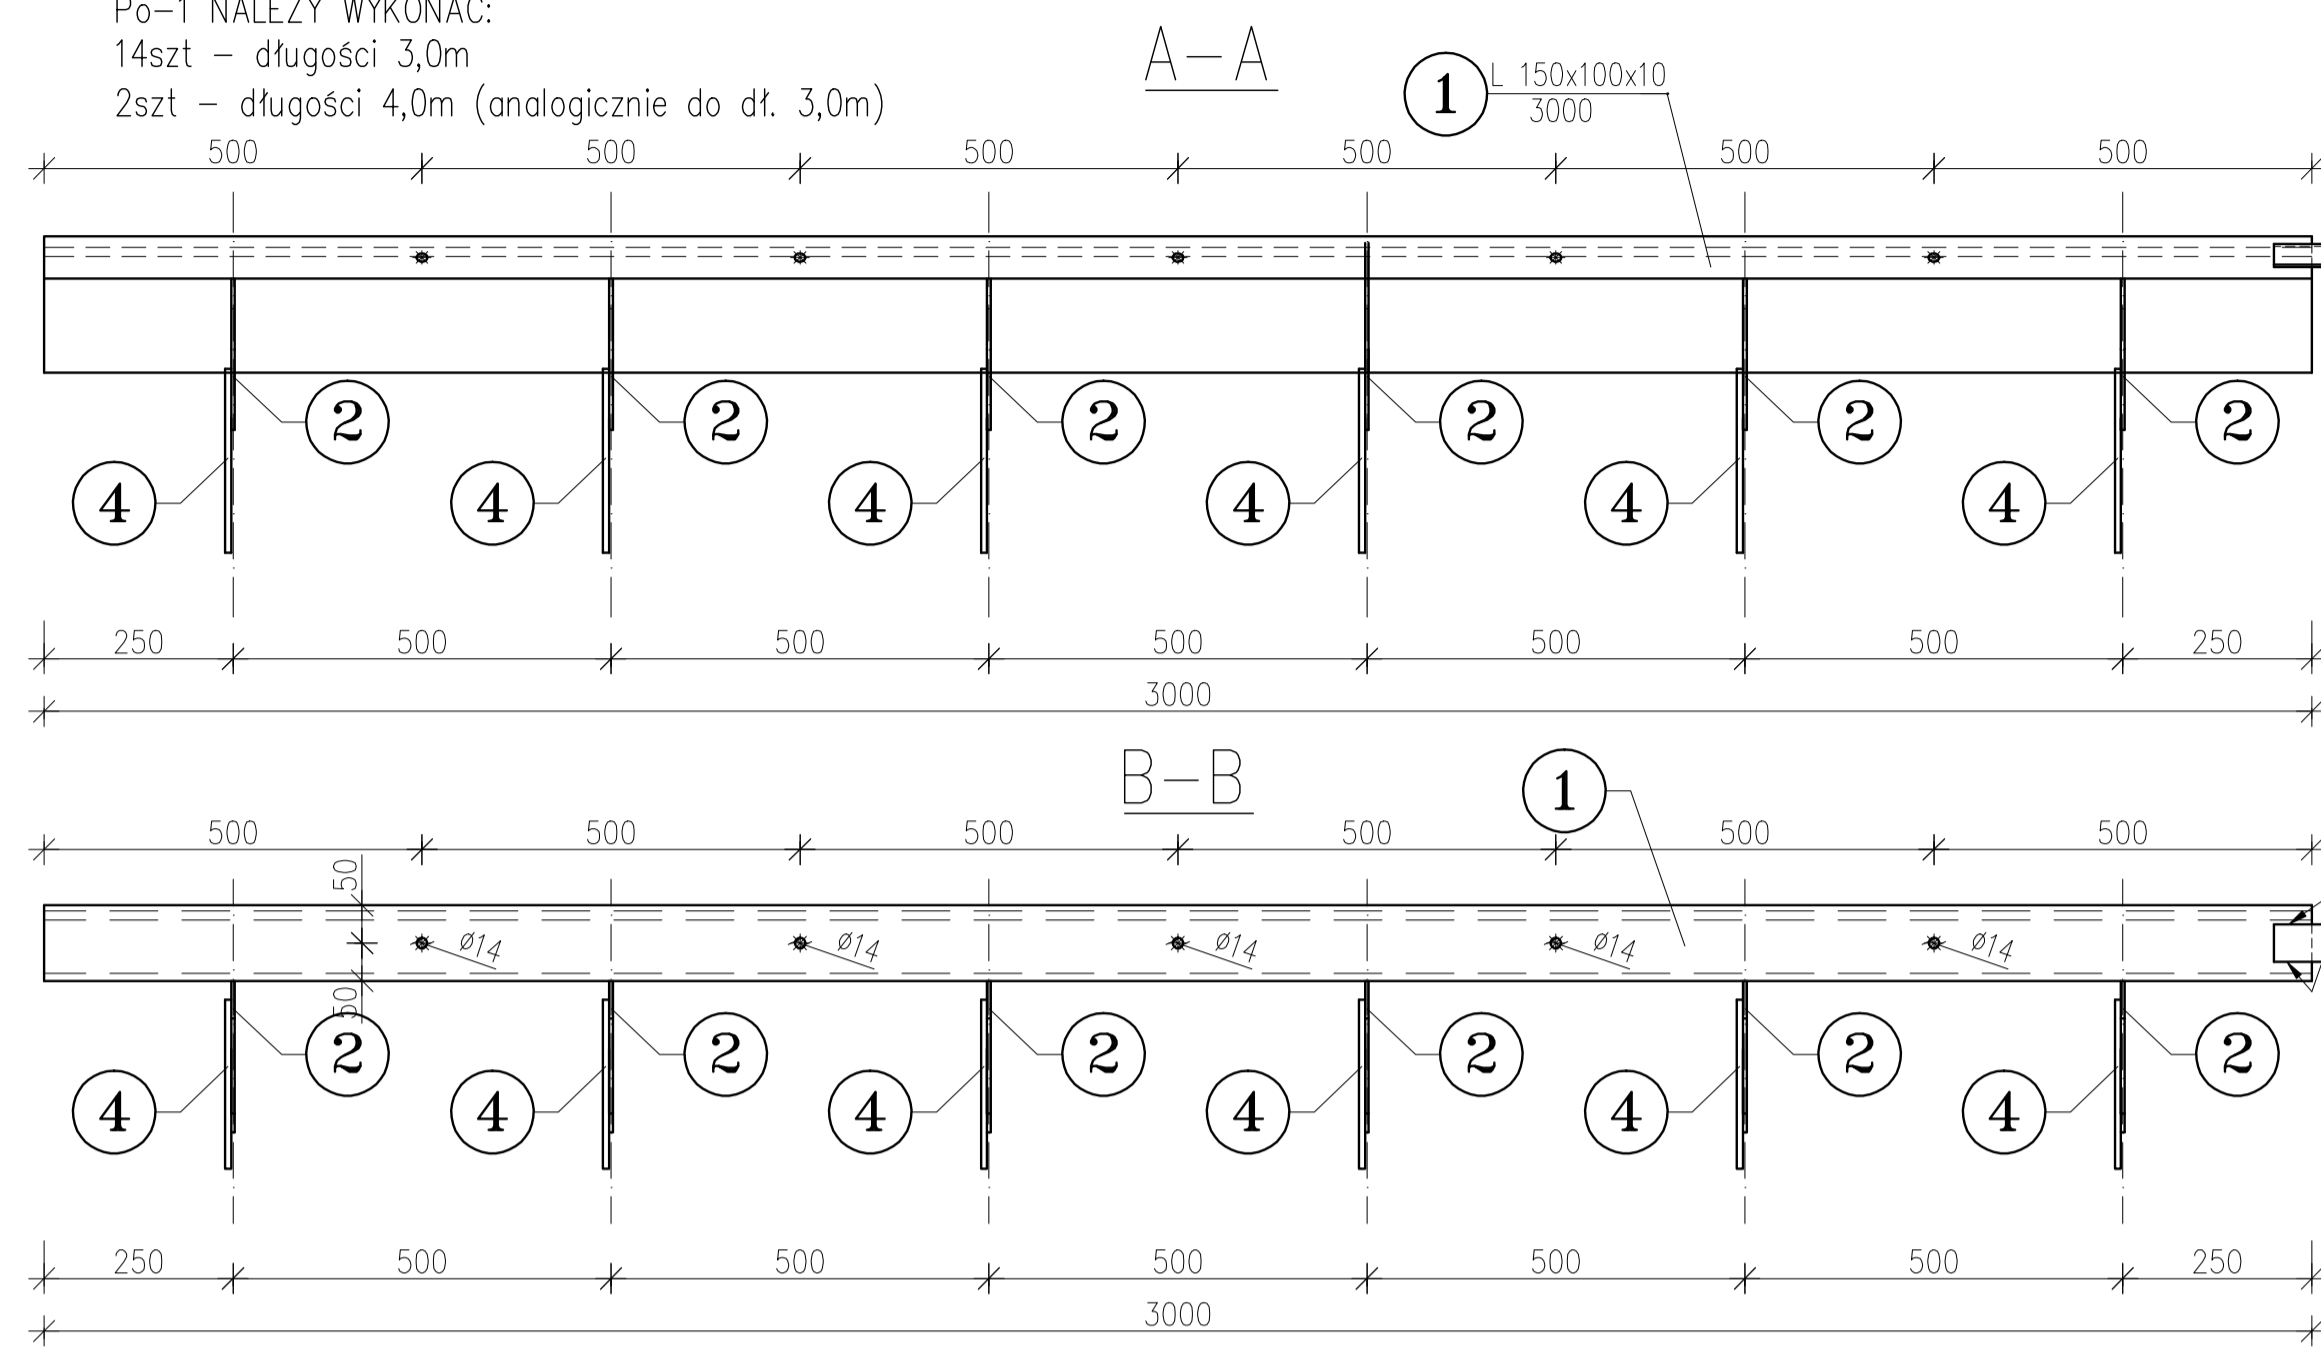 Po-1 NALEŻY WYKONAĆ:
14szt - długości 3,0m
2szt - długości 4,0m (analogicznie do dł. 3,0m)
A-A
1 L 150x100x10
3000
500 500 500 500 500 500
2 2 2 2 2 2
4 4 4 4 4 4
250 500 500 500 500 500 250
3000
B-B
1
500 500 500 500 500 500
50
ø14 ø14 ø14 ø14 ø14
50
2 2 2 2 2 2
4 4 4 4 4 4
250 500 500 500 500 500 250
3000